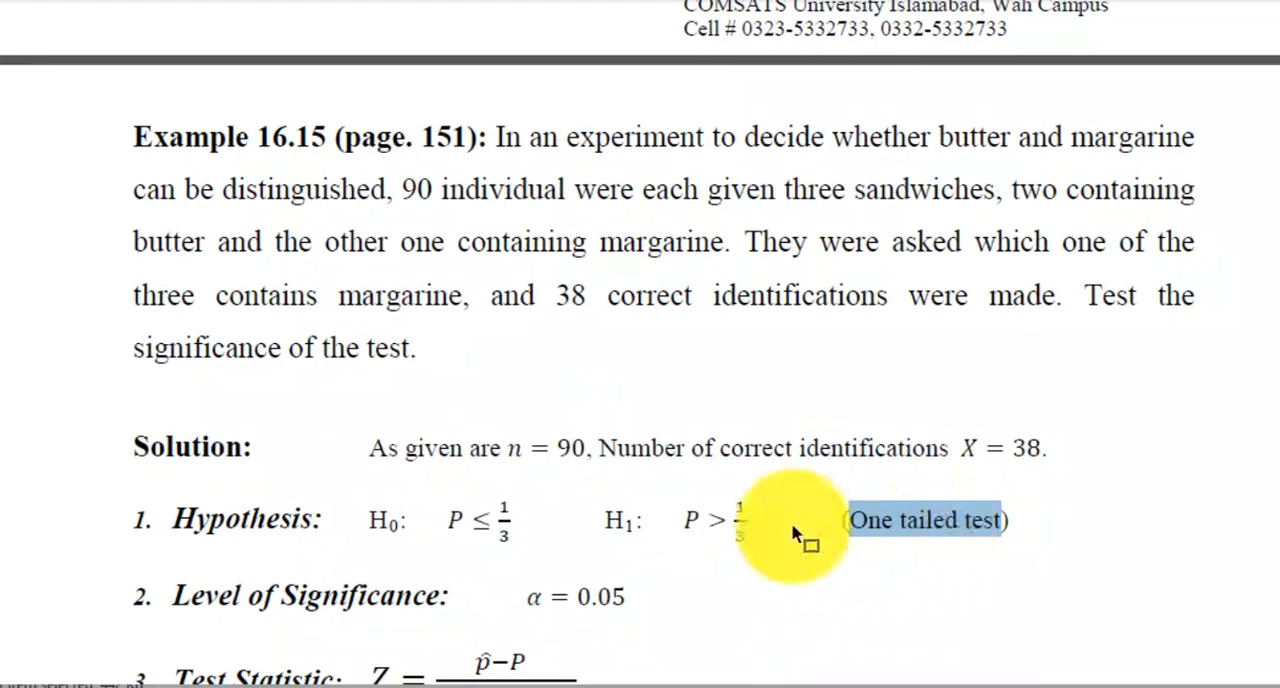 COMSATS University Islamabad, Wah Campus
Cell # 0323-5332733, 0332-5332733
Example 16.15 (page. 151): In an experiment to decide whether butter and margarine
can be distinguished, 90 individual were each given three sandwiches, two containing
butter and the other one containing margarine. They were asked which one of the
three contains margarine, and 38 correct identifications were made. Test the
significance of the test.
Solution: As given are n = 90, Number of correct identifications X = 38.
1. Hypothesis: H₀: P ≤ 1/3 H₁: P > 1/3 (One tailed test)
2. Level of Significance: α = 0.05
3. Test Statistic: Z = p̂−P